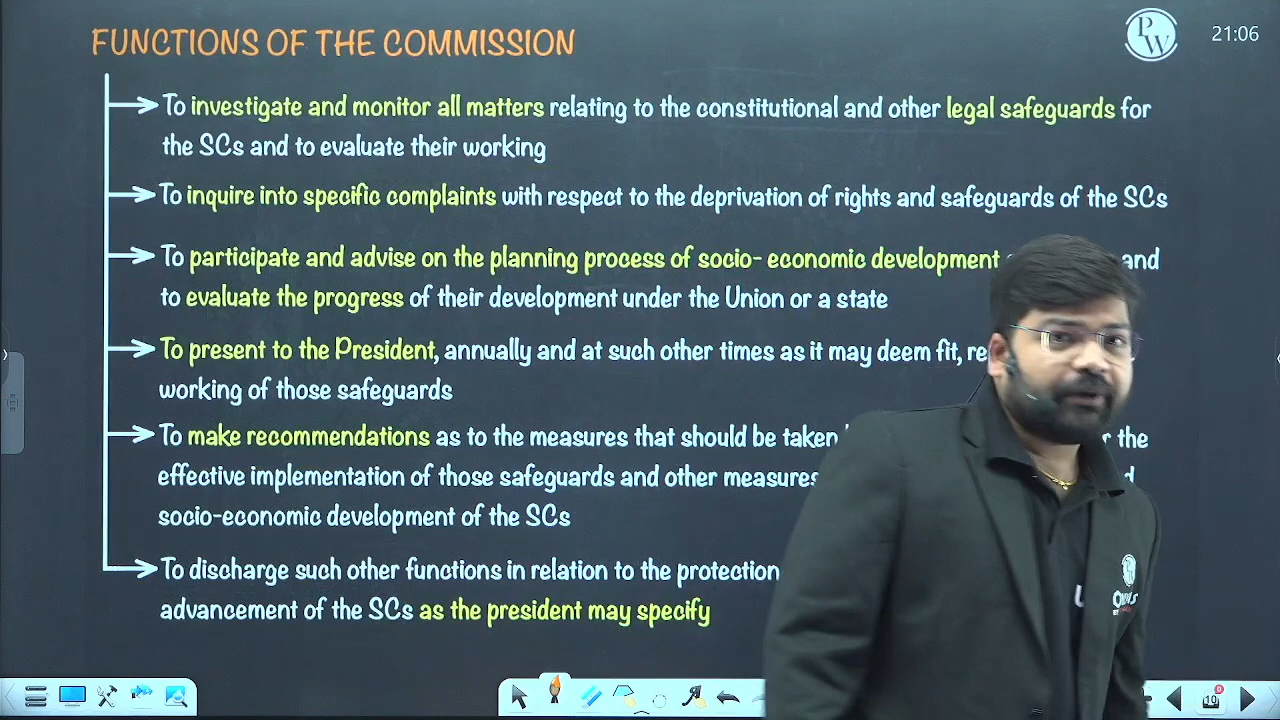 FUNCTIONS OF THE COMMISSION
PW
21:06
To investigate and monitor all matters relating to the constitutional and other legal safeguards for
the SCs and to evaluate their working
To inquire into specific complaints with respect to the deprivation of rights and safeguards of the SCs
To participate and advise on the planning process of socio- economic development and
to evaluate the progress of their development under the Union or a state
To present to the President, annually and at such other times as it may deem fit, re
working of those safeguards
To make recommendations as to the measures that should be taken the
effective implementation of those safeguards and other measures
socio-economic development of the SCs
To discharge such other functions in relation to the protection
advancement of the SCs as the president may specify